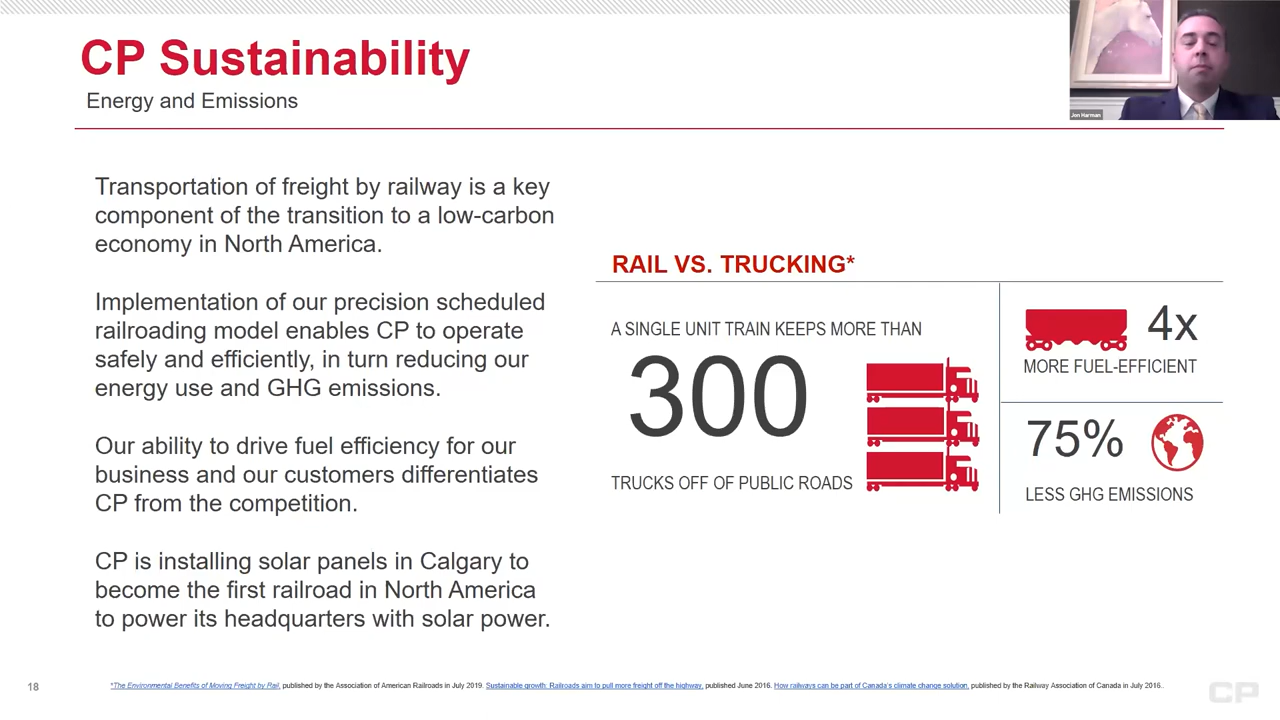 CP Sustainability
Energy and Emissions
Jon Harman
Transportation of freight by railway is a key
component of the transition to a low-carbon
economy in North America.
Implementation of our precision scheduled
railroading model enables CP to operate
safely and efficiently, in turn reducing our
energy use and GHG emissions.
Our ability to drive fuel efficiency for our
business and our customers differentiates
CP from the competition.
CP is installing solar panels in Calgary to
become the first railroad in North America
to power its headquarters with solar power.
RAIL VS. TRUCKING*
A SINGLE UNIT TRAIN KEEPS MORE THAN
300
TRUCKS OFF OF PUBLIC ROADS
4x
MORE FUEL-EFFICIENT
75%
LESS GHG EMISSIONS
18
*The Environmental Benefits of Moving Freight by Rail, published by the Association of American Railroads in July 2019. Sustainable growth: Railroads aim to pull more freight off the highway, published June 2016. How railways can be part of Canada's climate change solution, published by the Railway Association of Canada in July 2016..
CP